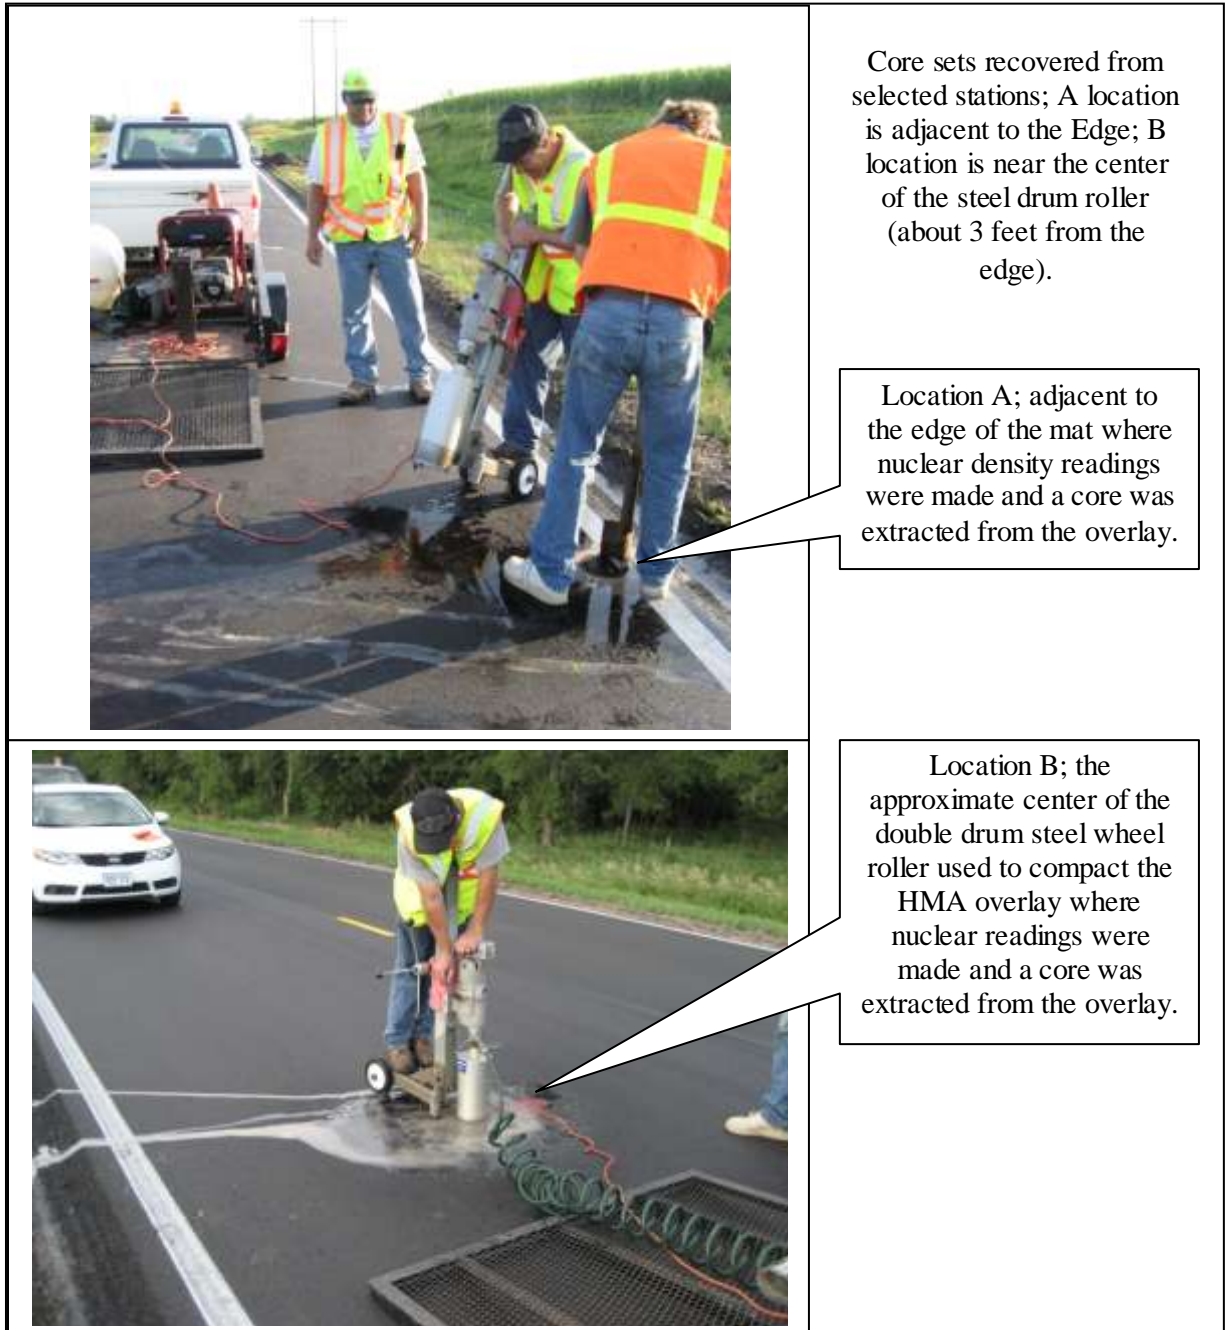 Core sets recovered from
selected stations; A location
is adjacent to the Edge; B
location is near the center
of the steel drum roller
(about 3 feet from the
edge).
Location A; adjacent to
the edge of the mat where
nuclear density readings
were made and a core was
extracted from the overlay.
Location B; the
approximate center of the
double drum steel wheel
roller used to compact the
HMA overlay where
nuclear readings were
made and a core was
extracted from the overlay.